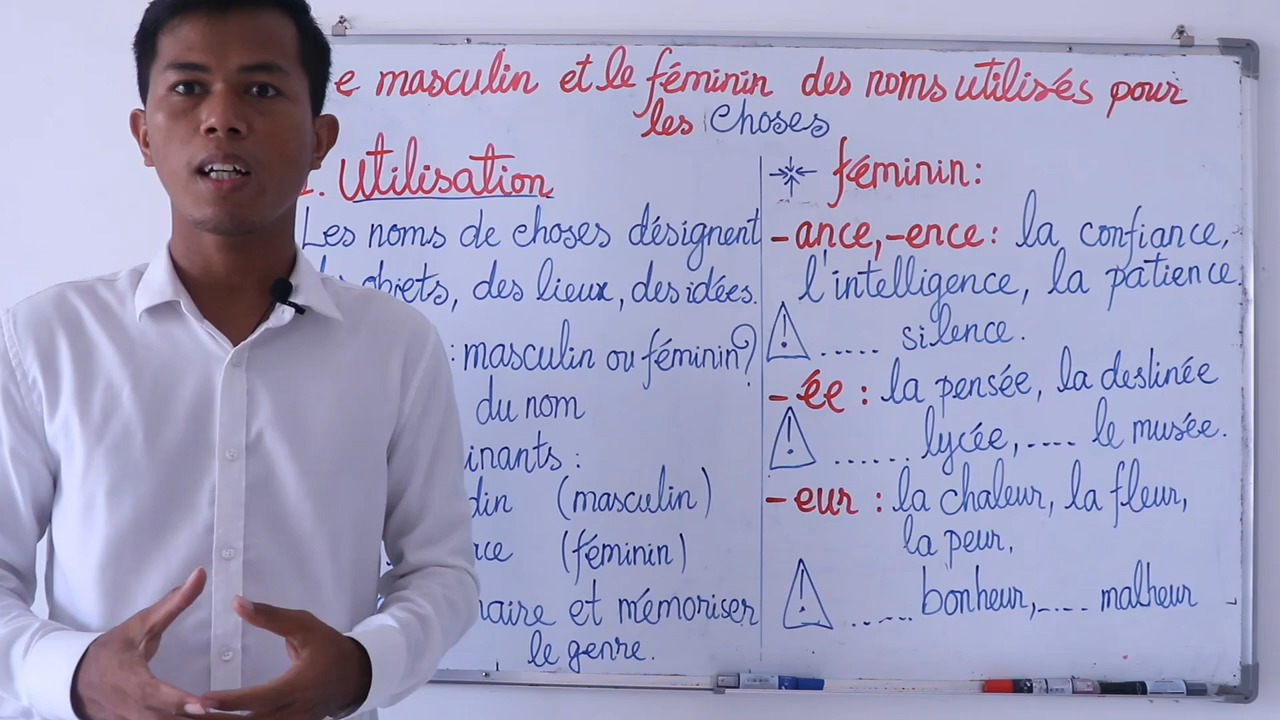 e masculin et le féminin des noms utilisés pour
les choses
1. Utilisation
Les noms de choses désignent
objets, des lieux, des idées.
: masculin ou féminin?
du nom
inants :
din (masculin)
ce (féminin)
naire et mémoriser
le genre.
féminin:
-ance, -ence: la confiance,
l'intelligence, la patience.
..... silence.
-ée : la pensée, la destinée
...... lycée, .... le musée.
-eur : la chaleur, la fleur,
la peur,
..... bonheur, .... malheur